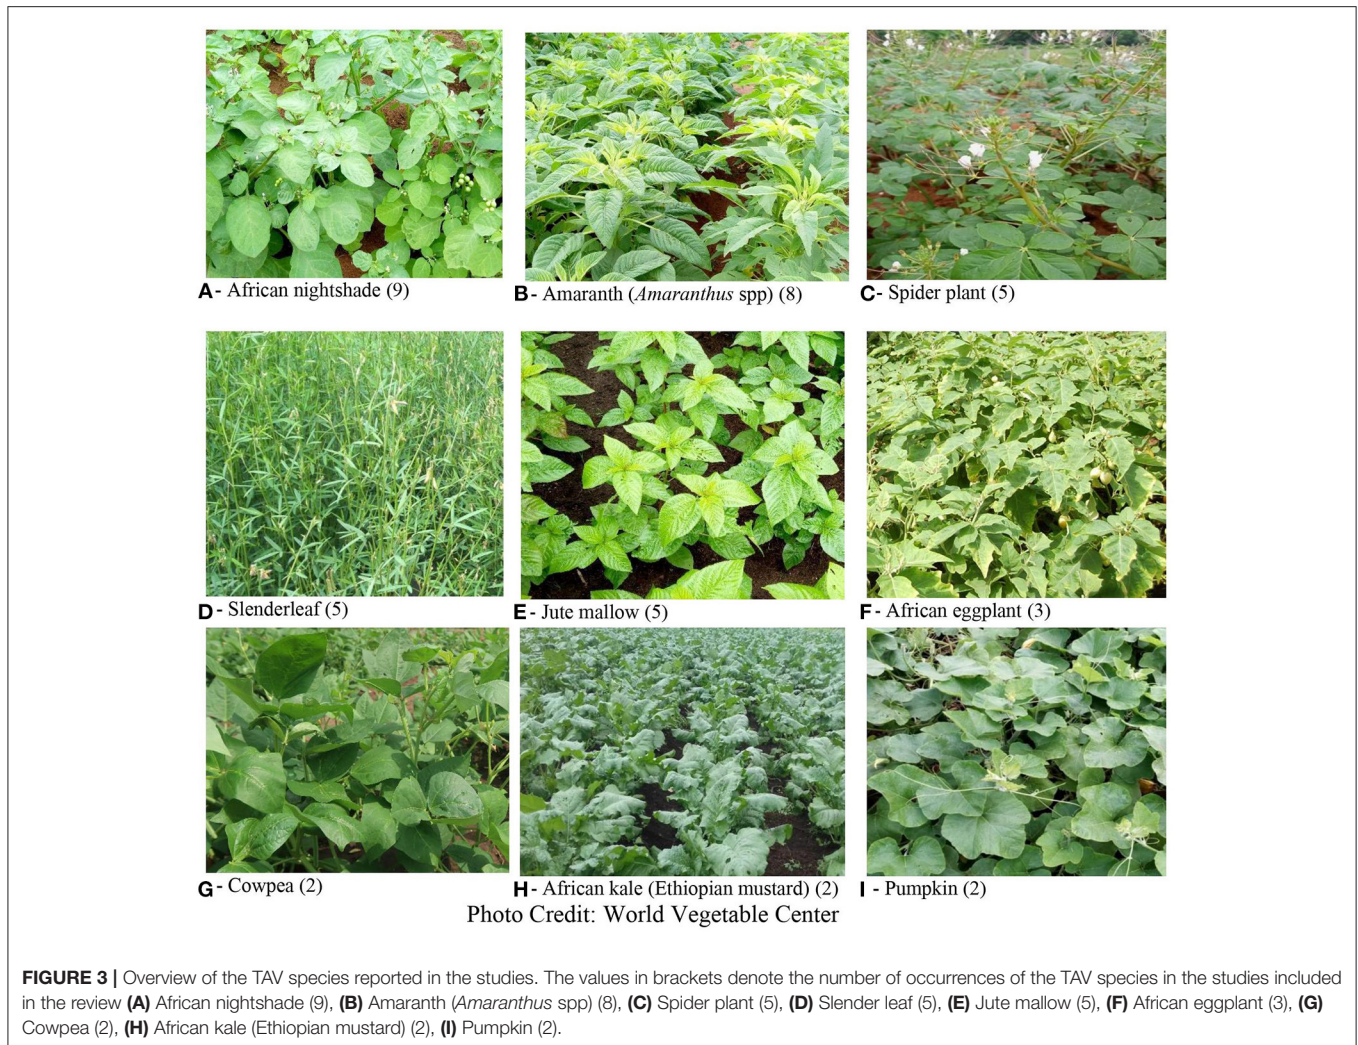 A - African nightshade (9)
B - Amaranth (Amaranthus spp) (8)
C - Spider plant (5)
D - Slenderleaf (5)
E - Jute mallow (5)
F - African eggplant (3)
G - Cowpea (2)
H - African kale (Ethiopian mustard) (2)
I - Pumpkin (2)
Photo Credit: World Vegetable Center
FIGURE 3 | Overview of the TAV species reported in the studies. The values in brackets denote the number of occurrences of the TAV species in the studies included
in the review (A) African nightshade (9), (B) Amaranth (Amaranthus spp) (8), (C) Spider plant (5), (D) Slender leaf (5), (E) Jute mallow (5), (F) African eggplant (3), (G)
Cowpea (2), (H) African kale (Ethiopian mustard) (2), (I) Pumpkin (2).